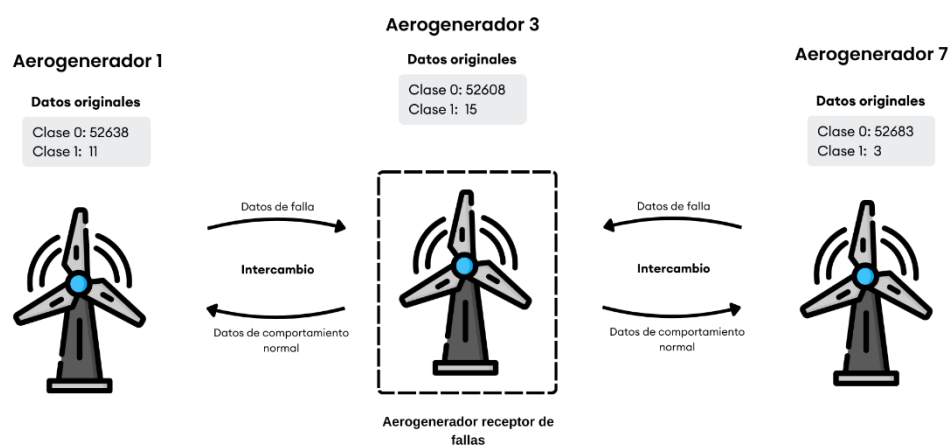 Aerogenerador 1
Datos originales
Clase 0: 52638
Clase 1: 11
Aerogenerador 3
Datos originales
Clase 0: 52608
Clase 1: 15
Aerogenerador 7
Datos originales
Clase 0: 52683
Clase 1: 3
Datos de falla
Intercambio
Datos de comportamiento
normal
Datos de falla
Intercambio
Datos de comportamiento
normal
Aerogenerador receptor de
fallas